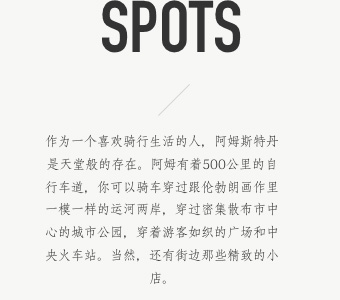 SPOTS
作为一个喜欢骑行生活的人，阿姆斯特丹
是天堂般的存在。阿姆有着500公里的自
行车道，你可以骑车穿过跟伦勃朗画作里
一模一样的运河两岸，穿过密集散布市中
心的城市公园，穿着游客如织的广场和中
央火车站。当然，还有街边那些精致的小
店。